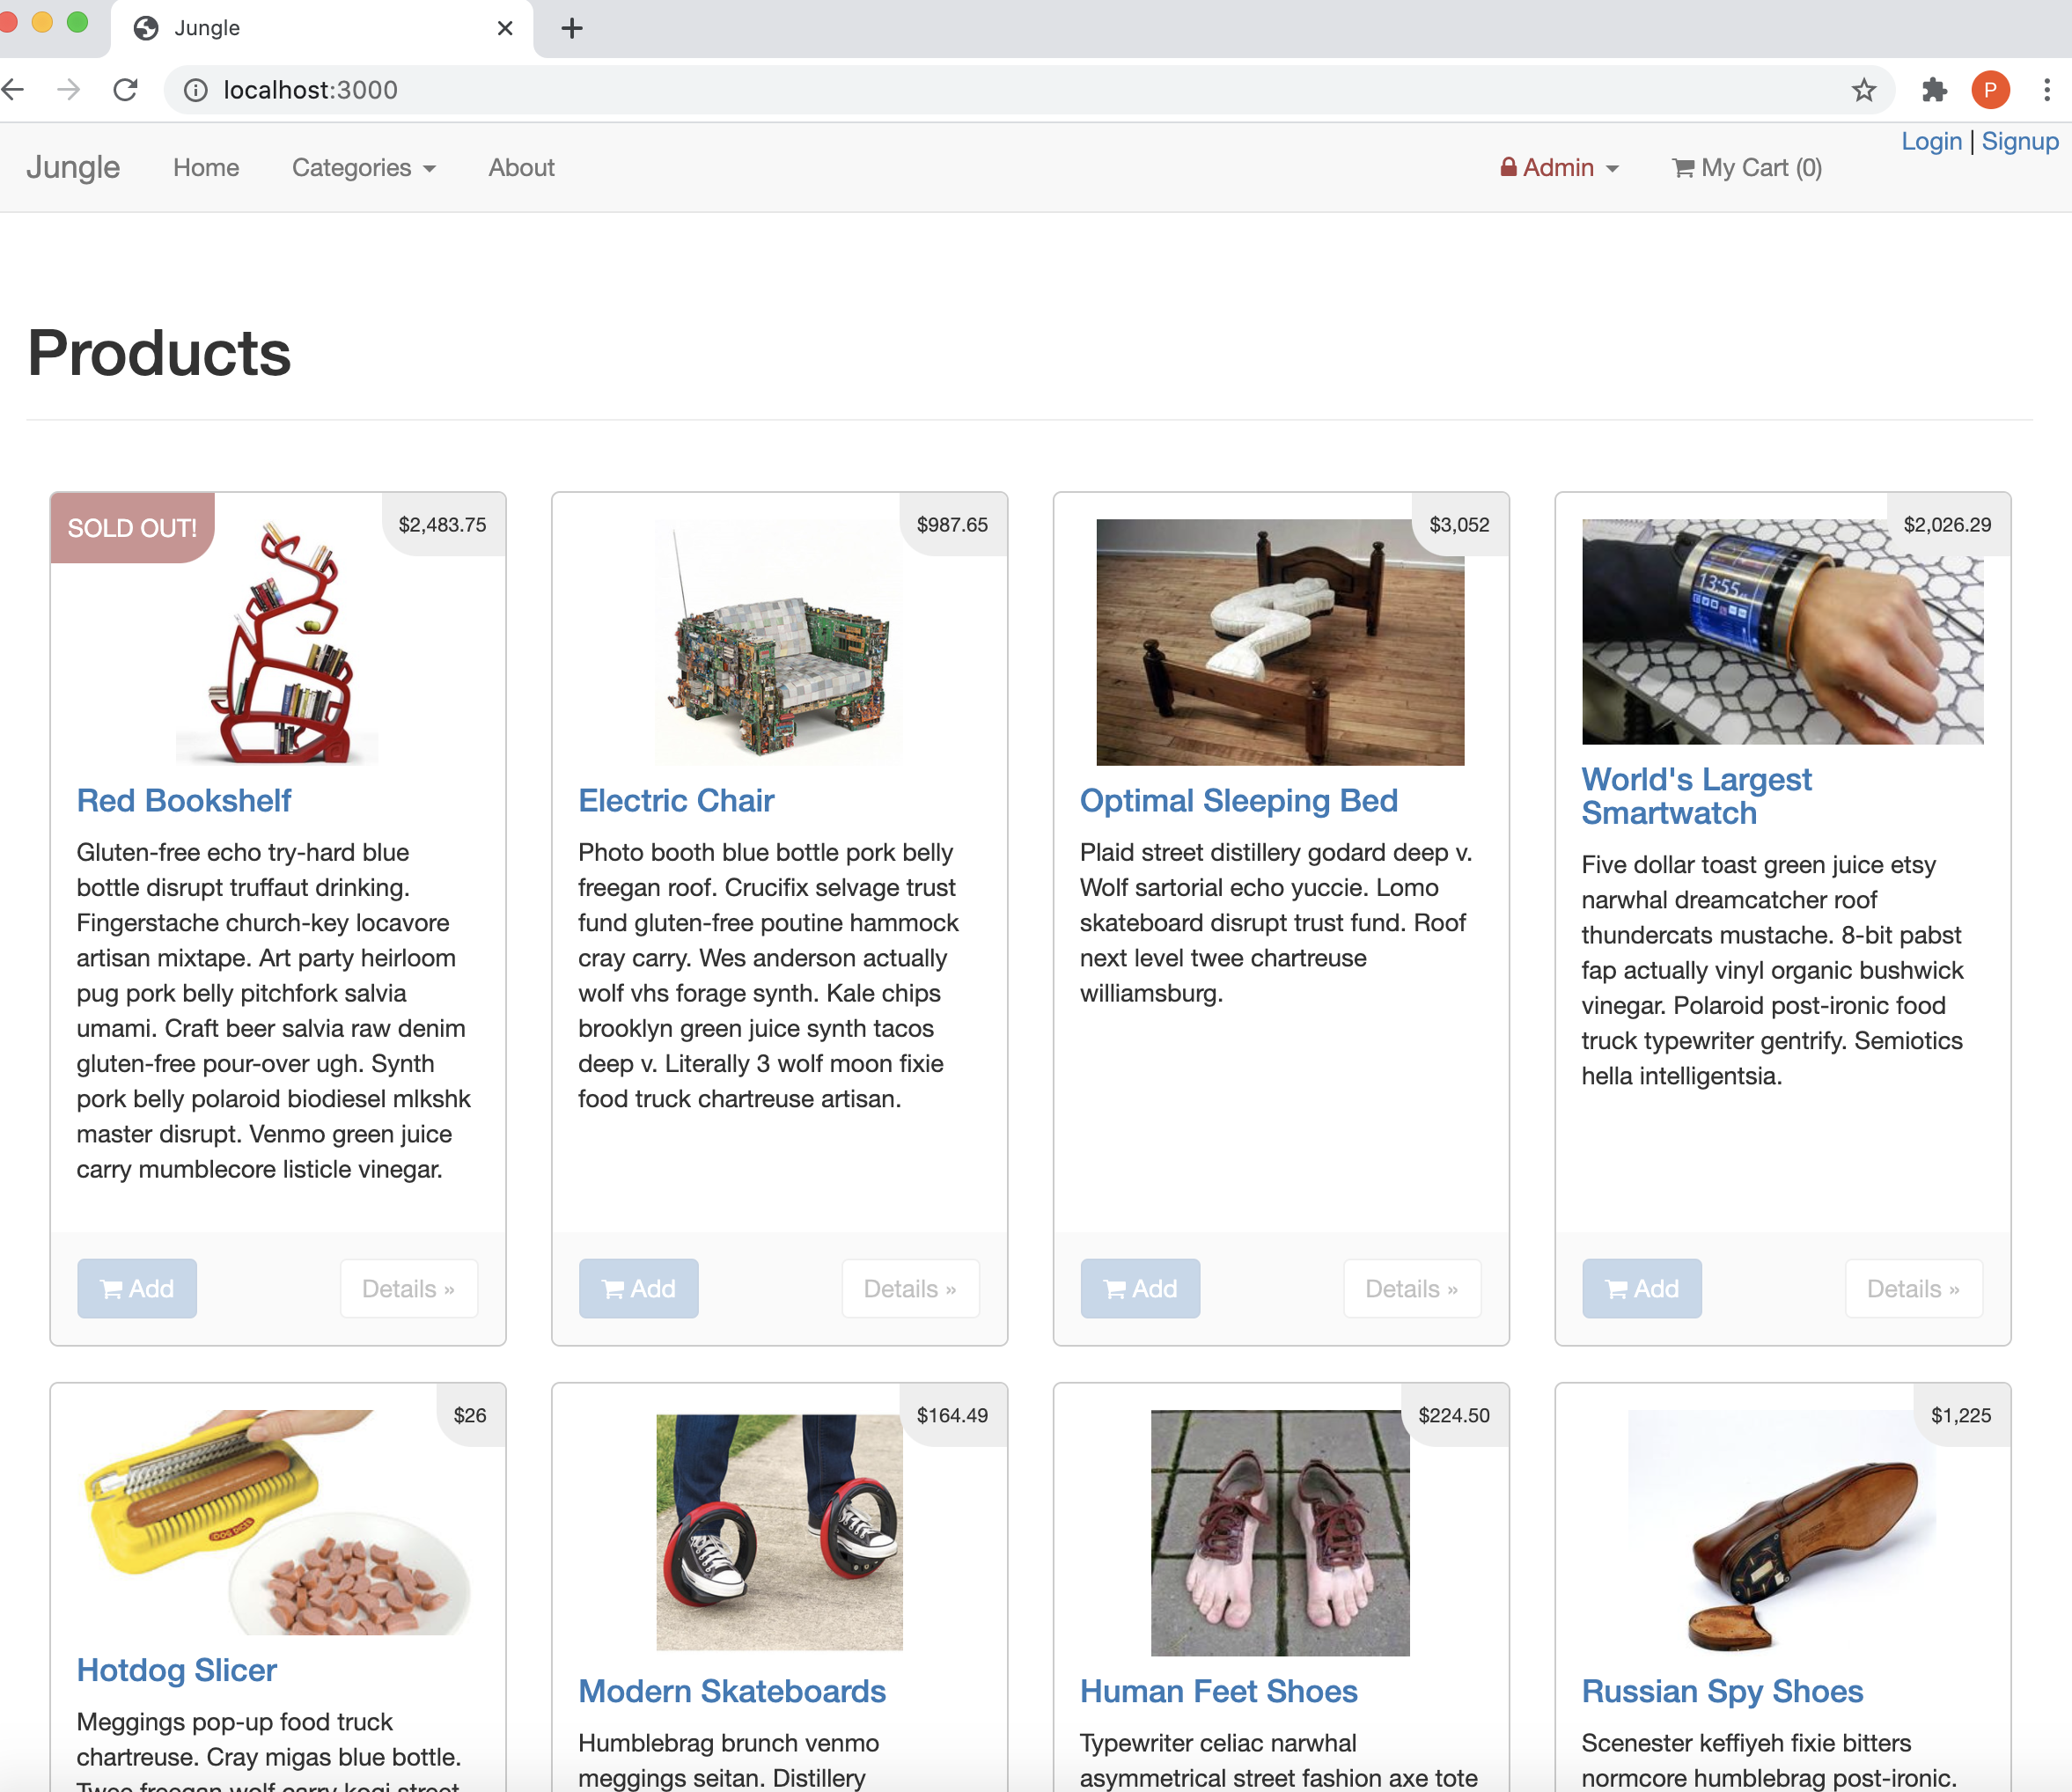 Jungle
localhost:3000
P
Login | Signup
Jungle Home Categories About Admin My Cart (0)
Products
SOLD OUT!
$2,483.75
Red Bookshelf
Gluten-free echo try-hard blue
bottle disrupt truffaut drinking.
Fingerstache church-key locavore
artisan mixtape. Art party heirloom
pug pork belly pitchfork salvia
umami. Craft beer salvia raw denim
gluten-free pour-over ugh. Synth
pork belly polaroid biodiesel mlkshk
master disrupt. Venmo green juice
carry mumblecore listicle vinegar.
Add Details »
$987.65
Electric Chair
Photo booth blue bottle pork belly
freegan roof. Crucifix selvage trust
fund gluten-free poutine hammock
cray carry. Wes anderson actually
wolf vhs forage synth. Kale chips
brooklyn green juice synth tacos
deep v. Literally 3 wolf moon fixie
food truck chartreuse artisan.
Add Details »
$3,052
Optimal Sleeping Bed
Plaid street distillery godard deep v.
Wolf sartorial echo yuccie. Lomo
skateboard disrupt trust fund. Roof
next level twee chartreuse
williamsburg.
Add Details »
$2,026.29
13:55
World's Largest
Smartwatch
Five dollar toast green juice etsy
narwhal dreamcatcher roof
thundercats mustache. 8-bit pabst
fap actually vinyl organic bushwick
vinegar. Polaroid post-ironic food
truck typewriter gentrify. Semiotics
hella intelligentsia.
Add Details »
$26
Hotdog Slicer
Meggings pop-up food truck
chartreuse. Cray migas blue bottle.
Twee freegan wolf carry kogi street
$164.49
Modern Skateboards
Humblebrag brunch venmo
meggings seitan. Distillery
$224.50
Human Feet Shoes
Typewriter celiac narwhal
asymmetrical street fashion axe tote
$1,225
Russian Spy Shoes
Scenester keffiyeh fixie bitters
normcore humblebrag post-ironic.